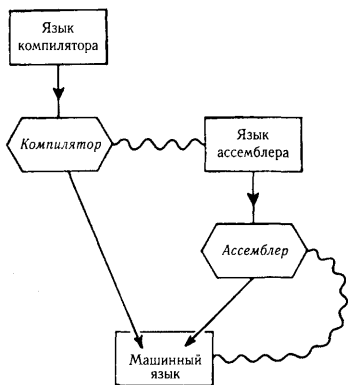 Язык
компилятора
Компилятор
Язык
ассемблера
Ассемблер
Машинный
язык